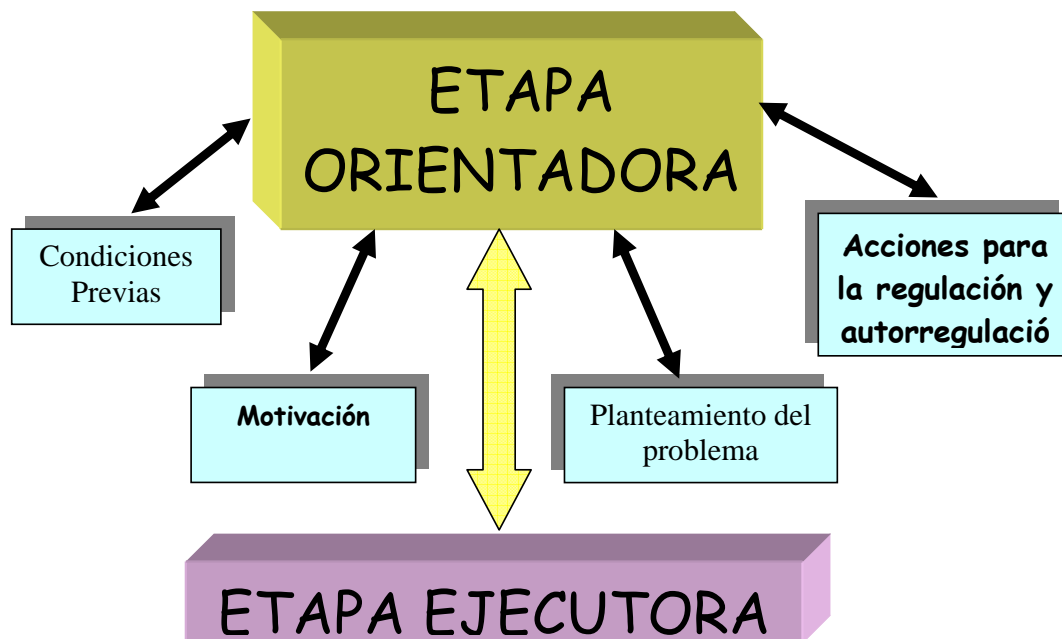 ETAPA
ORIENTADORA
Condiciones
Previas
Acciones para
la regulación y
autorregulació
Motivación
Planteamiento del
problema
ETAPA EJECUTORA